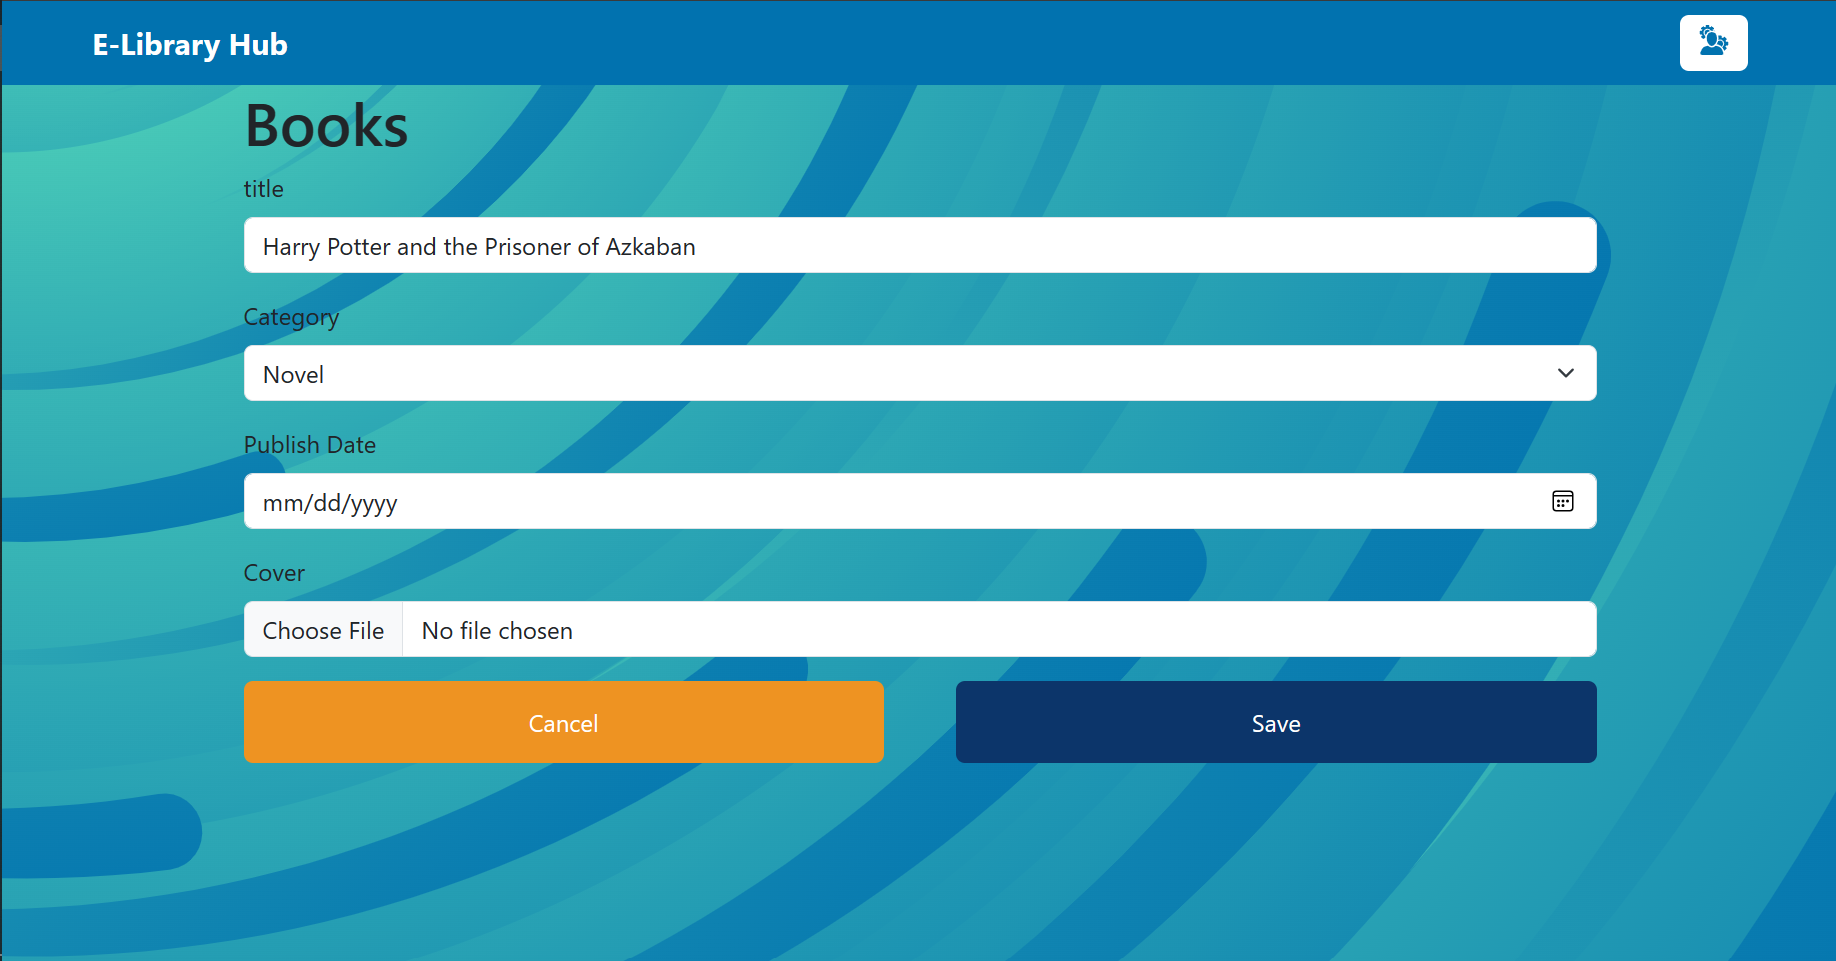 E-Library Hub
Books
title
Harry Potter and the Prisoner of Azkaban
Category
Novel
Publish Date
mm/dd/yyyy
Cover
Choose File No file chosen
Cancel Save